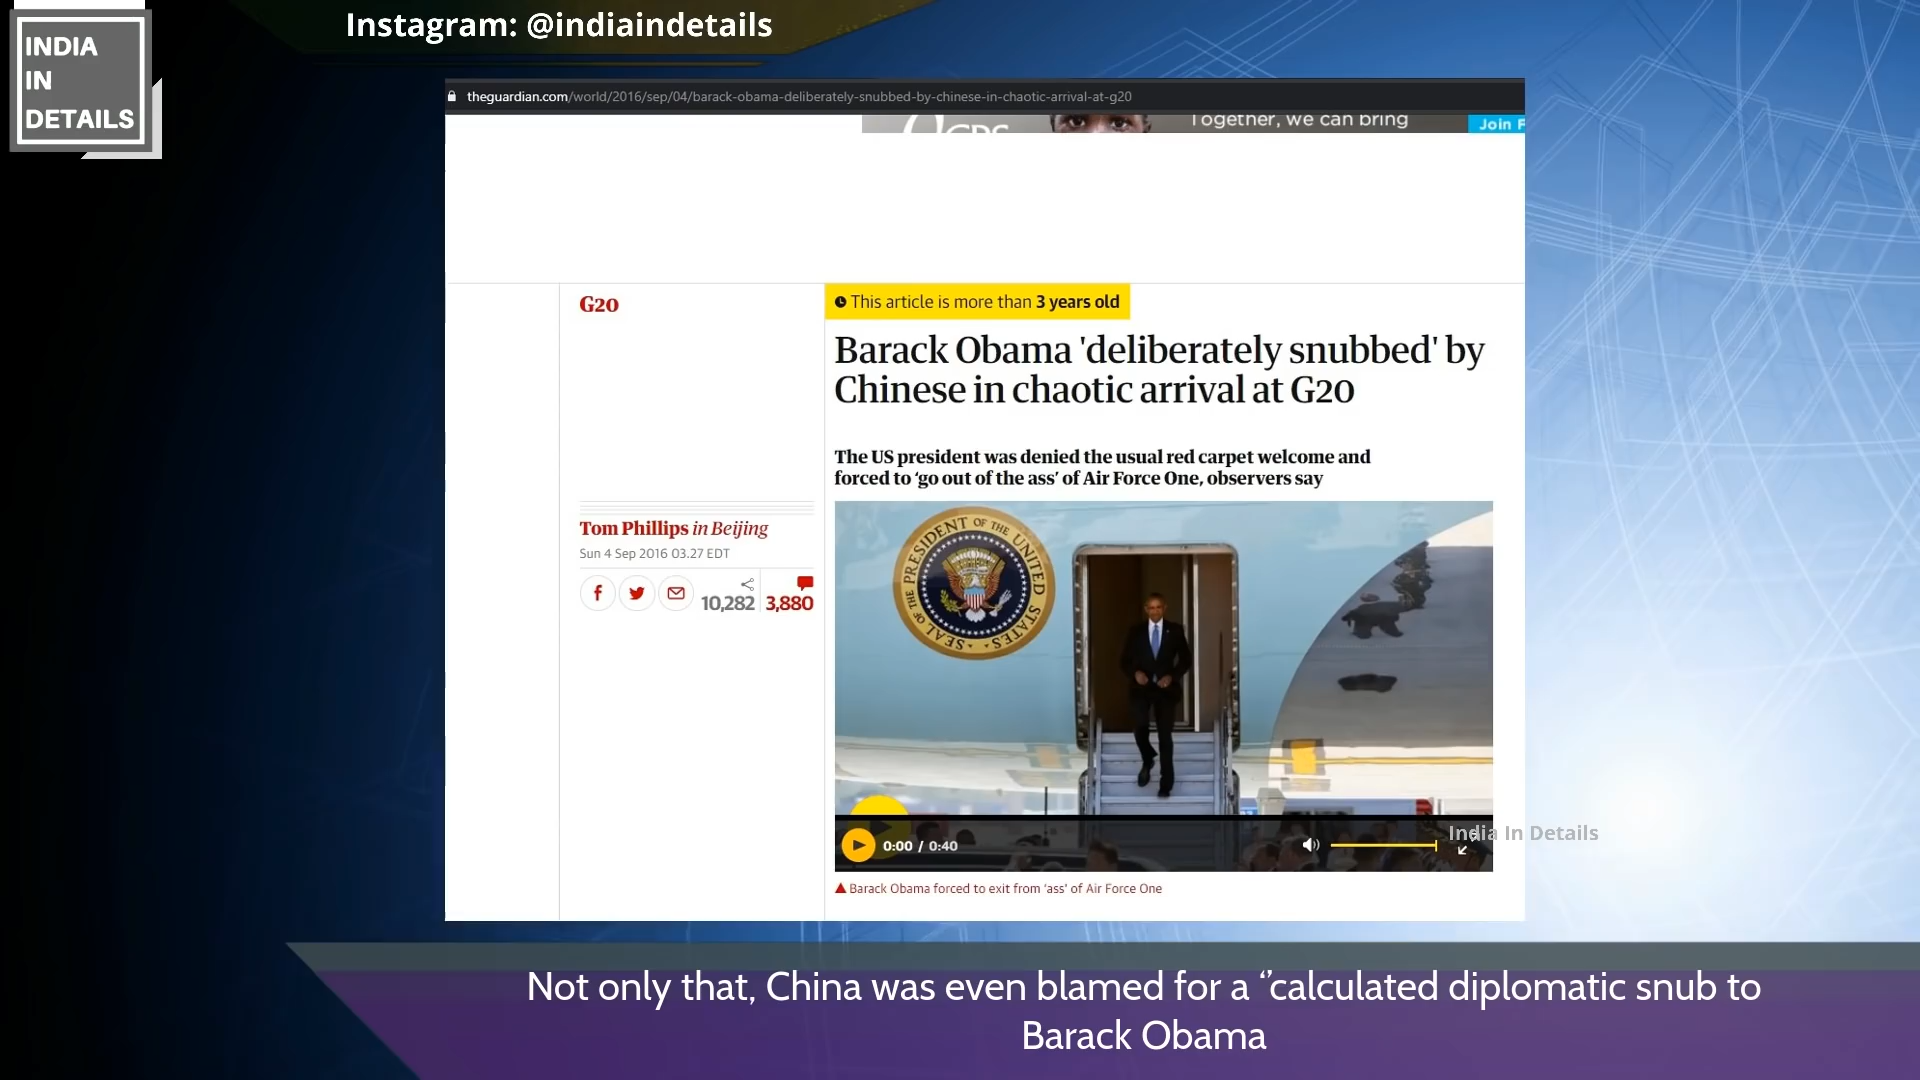 Instagram: @indiaindetails
INDIA
IN
DETAILS
theguardian.com/world/2016/sep/04/barack-obama-deliberately-snubbed-by-chinese-in-chaotic-arrival-at-g20
Together, we can bring
Join F
G20
This article is more than 3 years old
Barack Obama 'deliberately snubbed' by
Chinese in chaotic arrival at G20
The US president was denied the usual red carpet welcome and
forced to ‘go out of the ass’ of Air Force One, observers say
Tom Phillips in Beijing
Sun 4 Sep 2016 03.27 EDT
10,282 3,880
SEAL OF THE PRESIDENT OF THE UNITED STATES
0:00 / 0:40
India In Details
Barack Obama forced to exit from ‘ass’ of Air Force One
Not only that, China was even blamed for a ‘’calculated diplomatic snub to
Barack Obama